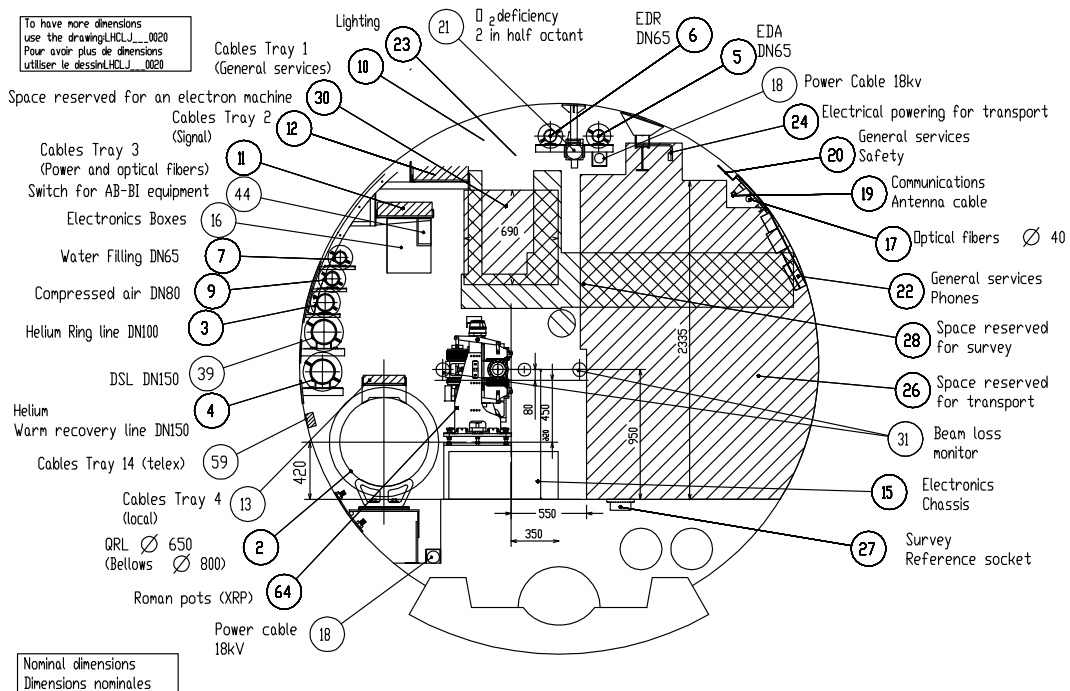 To have more dimensions
use the drawing:LHCLJ___0020
Pour avoir plus de dimensions
utiliser le dessin:LHCLJ___0020
Lighting
23
21
O 2 deficiency
2 in half octant
EDR
DN65
6
EDA
DN65
5
Cables Tray 1
(General services)
10
18
Power Cable 18kv
Space reserved for an electron machine
30
24
Electrical powering for transport
Cables Tray 2
(Signal)
12
20
General services
Safety
Cables Tray 3
(Power and optical fibers)
11
19
Communications
Antenna cable
Switch for AB-BI equipment
44
Electronics Boxes
16
17
Optical fibers Ø 40
690
Water Filling DN65
7
22
General services
Phones
Compressed air DN80
9
Helium Ring line DN100
3
28
Space reserved
for survey
2335
DSL DN150
39
26
Space reserved
for transport
Helium
Warm recovery line DN150
4
80
450
950
31
Beam loss
monitor
420
Cables Tray 14 (telex)
59
15
Electronics
Chassis
Cables Tray 4
(local)
13
550
QRL Ø 650
(Bellows Ø 800)
2
350
27
Survey
Reference socket
Roman pots (XRP)
64
Power cable
18kV
18
Nominal dimensions
Dimensions nominales